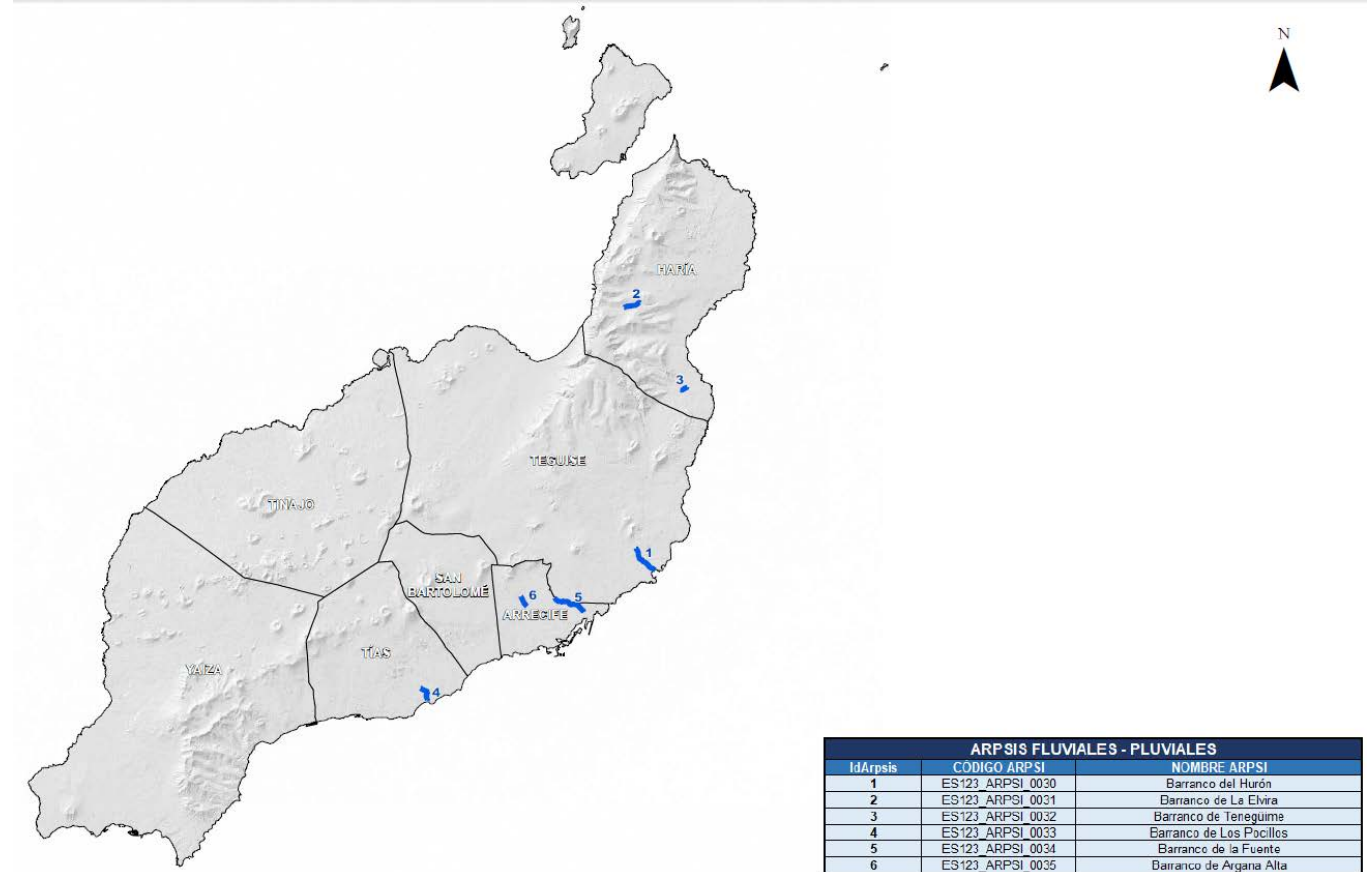 N
HARÍA
2
3
TEGUISE
TINAJO
1
SAN
BARTOLOMÉ
6
5
ARRECIFE
TÍAS
YAIZA
4
ARPSIS FLUVIALES - PLUVIALES
IdArpsis CÓDIGO ARPSI NOMBRE ARPSI
1 ES123_ARPSI_0030 Barranco del Hurón
2 ES123_ARPSI_0031 Barranco de La Elvira
3 ES123_ARPSI_0032 Barranco de Teneguime
4 ES123_ARPSI_0033 Barranco de Los Pocillos
5 ES123_ARPSI_0034 Barranco de la Fuente
6 ES123_ARPSI_0035 Barranco de Argana Alta